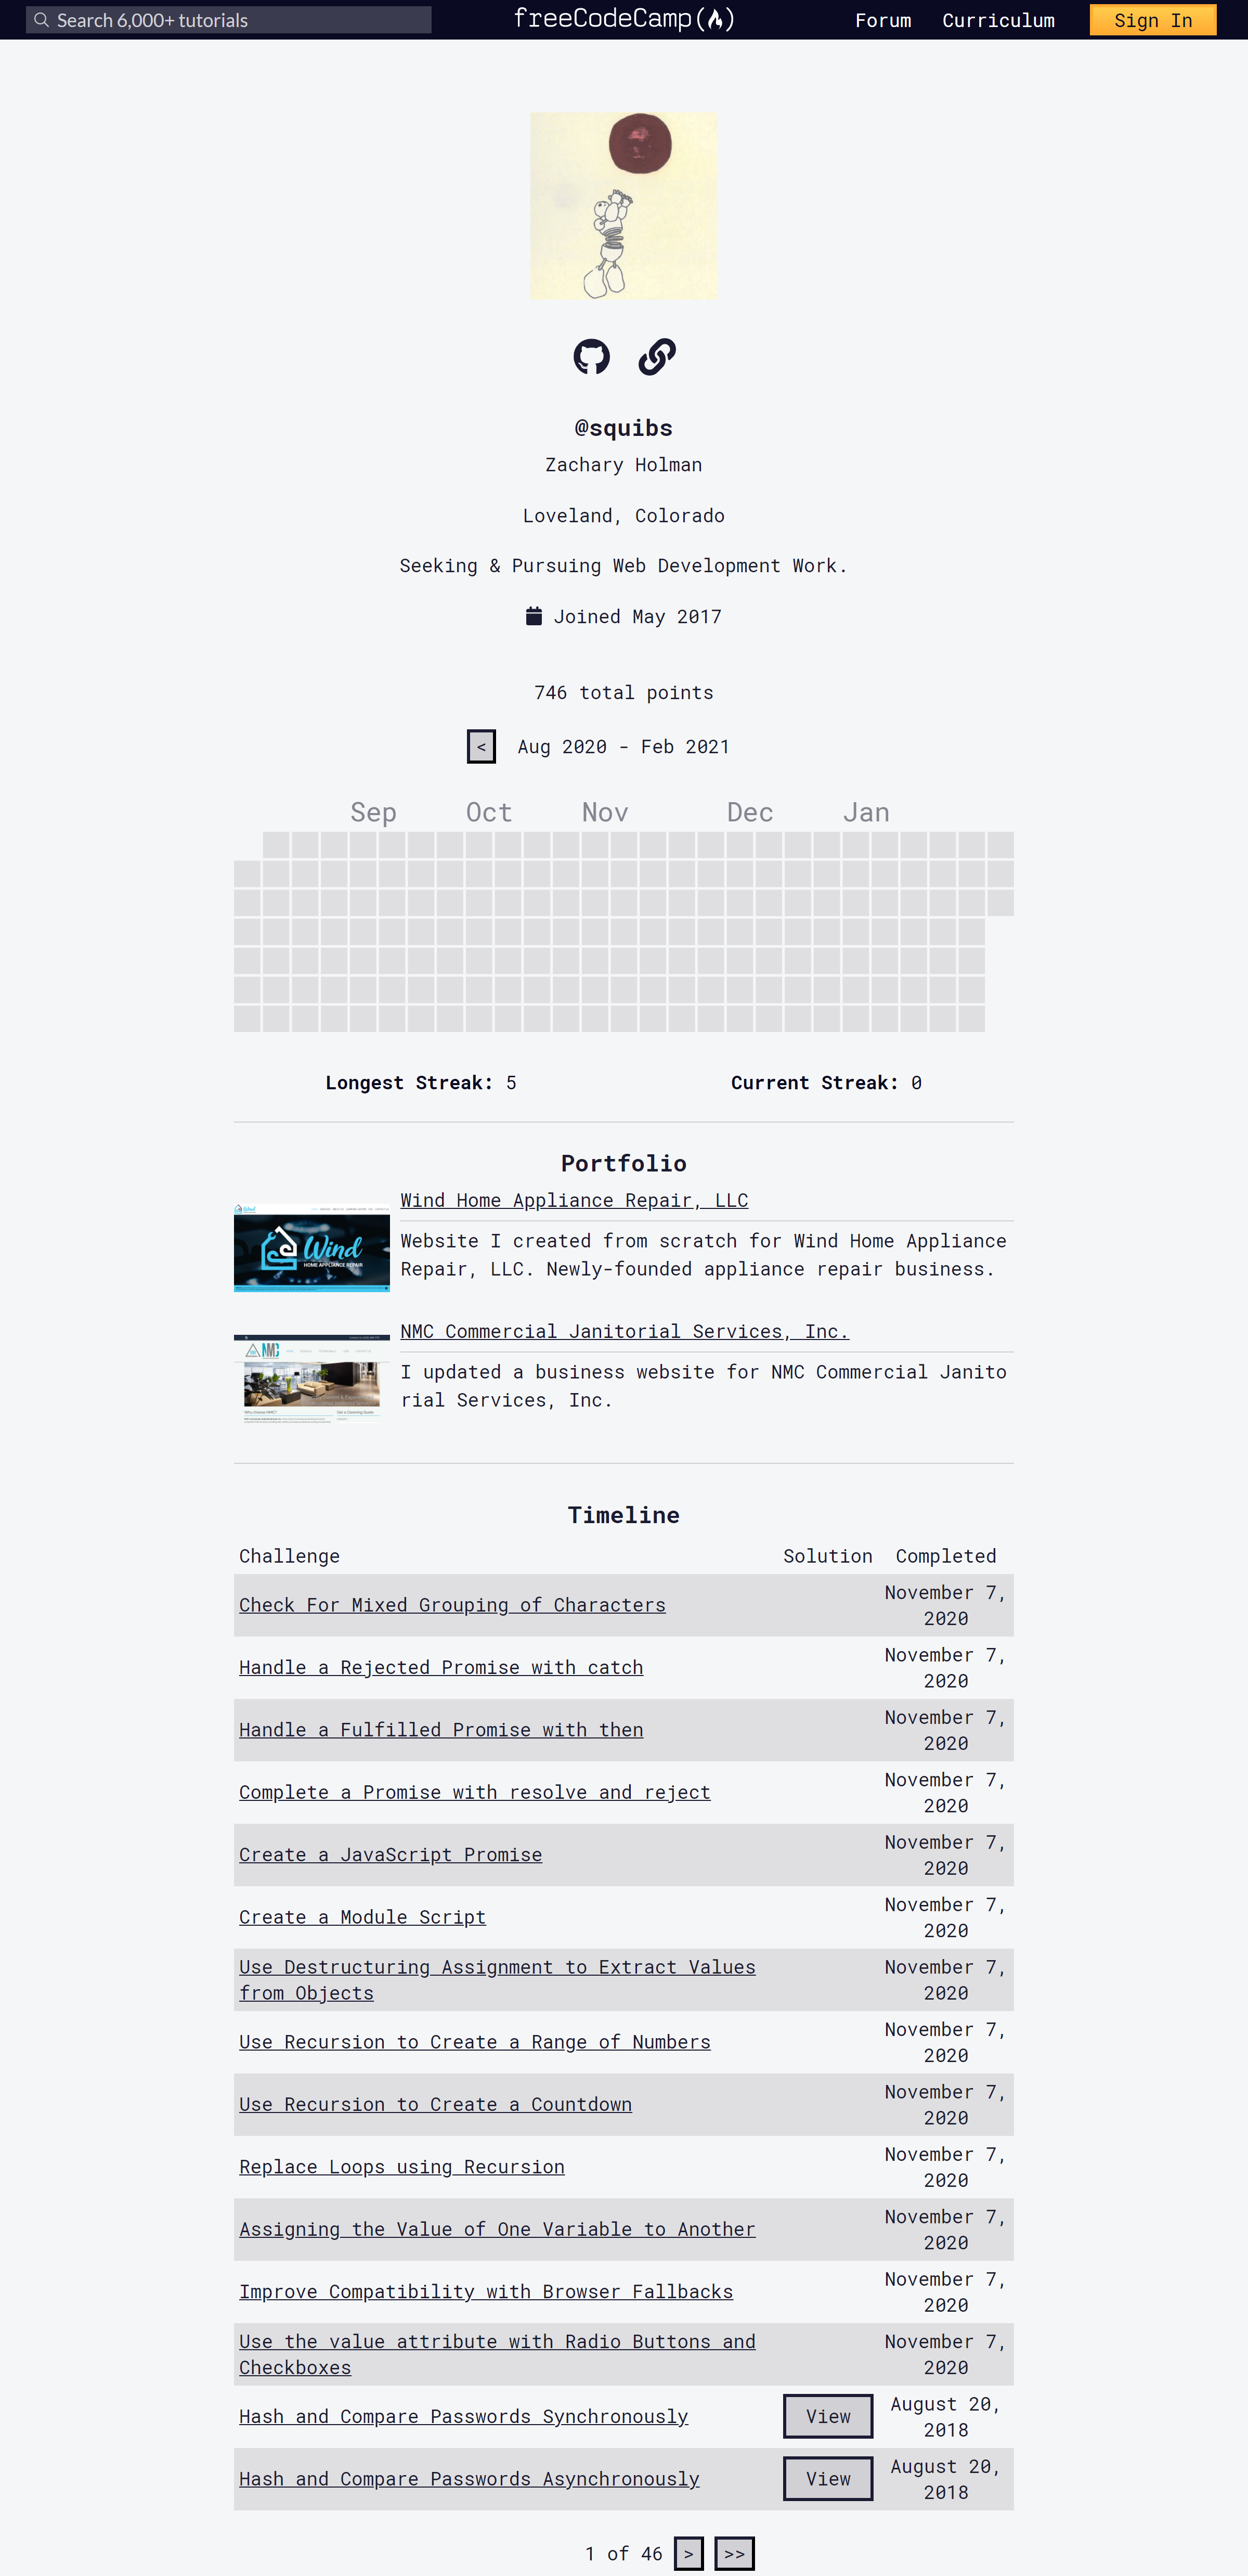 Search 6,000+ tutorials
freeCodeCamp
Forum
Curriculum
Sign In
@squibs
Zachary Holman
Loveland, Colorado
Seeking & Pursuing Web Development Work.
Joined May 2017
746 total points
< Aug 2020 - Feb 2021
Sep Oct Nov Dec Jan
Longest Streak: 5
Current Streak: 0
Portfolio
Wind
HOME APPLIANCE REPAIR
Wind Home Appliance Repair, LLC
Website I created from scratch for Wind Home Appliance
Repair, LLC. Newly-founded appliance repair business.
NMC
NMC Commercial Janitorial Services, Inc.
I updated a business website for NMC Commercial Janito
rial Services, Inc.
Timeline
Challenge Solution Completed
Check For Mixed Grouping of Characters
November 7,
2020
Handle a Rejected Promise with catch
November 7,
2020
Handle a Fulfilled Promise with then
November 7,
2020
Complete a Promise with resolve and reject
November 7,
2020
Create a JavaScript Promise
November 7,
2020
Create a Module Script
November 7,
2020
Use Destructuring Assignment to Extract Values
from Objects
November 7,
2020
Use Recursion to Create a Range of Numbers
November 7,
2020
Use Recursion to Create a Countdown
November 7,
2020
Replace Loops using Recursion
November 7,
2020
Assigning the Value of One Variable to Another
November 7,
2020
Improve Compatibility with Browser Fallbacks
November 7,
2020
Use the value attribute with Radio Buttons and
Checkboxes
November 7,
2020
Hash and Compare Passwords Synchronously
View
August 20,
2018
Hash and Compare Passwords Asynchronously
View
August 20,
2018
1 of 46 > >>